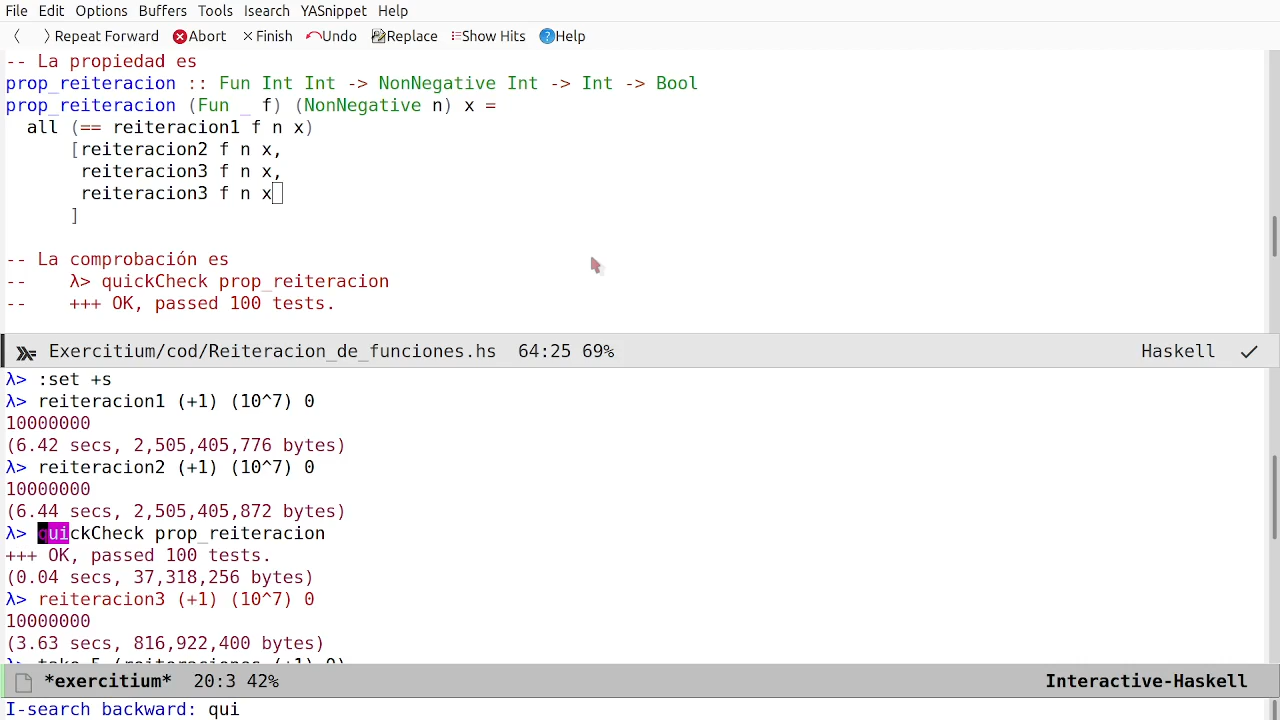 File Edit Options Buffers Tools Isearch YASnippet Help
Repeat Forward Abort Finish Undo Replace Show Hits Help
-- La propiedad es
prop_reiteracion :: Fun Int Int -> NonNegative Int -> Int -> Bool
prop_reiteracion (Fun _ f) (NonNegative n) x =
  all (== reiteracion1 f n x)
      [reiteracion2 f n x,
       reiteracion3 f n x,
       reiteracion3 f n x
      ]
-- La comprobación es
--    λ> quickCheck prop_reiteracion
--    +++ OK, passed 100 tests.
Exercitium/cod/Reiteracion_de_funciones.hs 64:25 69% Haskell
λ> :set +s
λ> reiteracion1 (+1) (10^7) 0
10000000
(6.42 secs, 2,505,405,776 bytes)
λ> reiteracion2 (+1) (10^7) 0
10000000
(6.44 secs, 2,505,405,872 bytes)
λ> quickCheck prop_reiteracion
+++ OK, passed 100 tests.
(0.04 secs, 37,318,256 bytes)
λ> reiteracion3 (+1) (10^7) 0
10000000
(3.63 secs, 816,922,400 bytes)
λ> take 5 (reiteraciones (+1) 0)
*exercitium* 20:3 42% Interactive-Haskell
I-search backward: qui